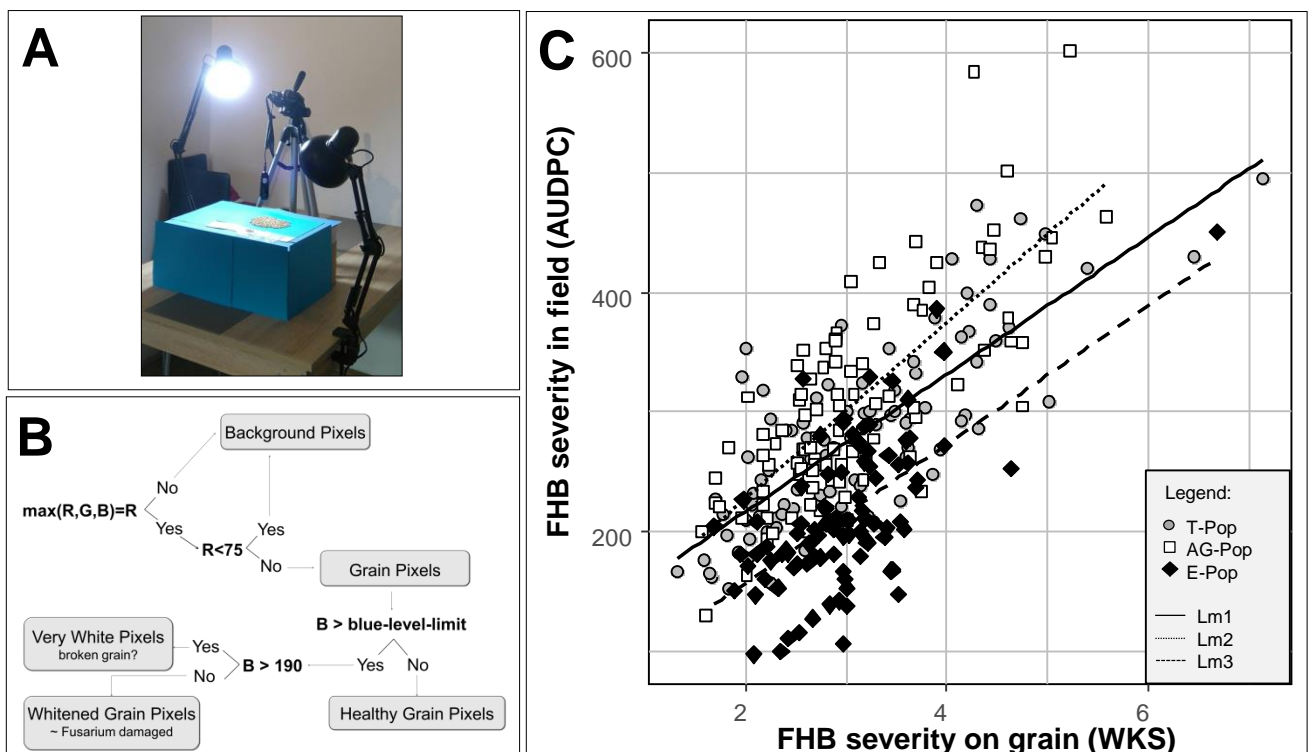 A
B
Background Pixels
No
max(R,G,B)=R
Yes
Yes
R<75
No
Grain Pixels
B > blue-level-limit
Very White Pixels
broken grain?
Yes
B > 190
Yes
No
No
Whitened Grain Pixels
~ Fusarium damaged
Healthy Grain Pixels
C
FHB severity in field (AUDPC)
600
400
200
2
4
6
FHB severity on grain (WKS)
Legend:
T-Pop
AG-Pop
E-Pop
Lm1
Lm2
Lm3